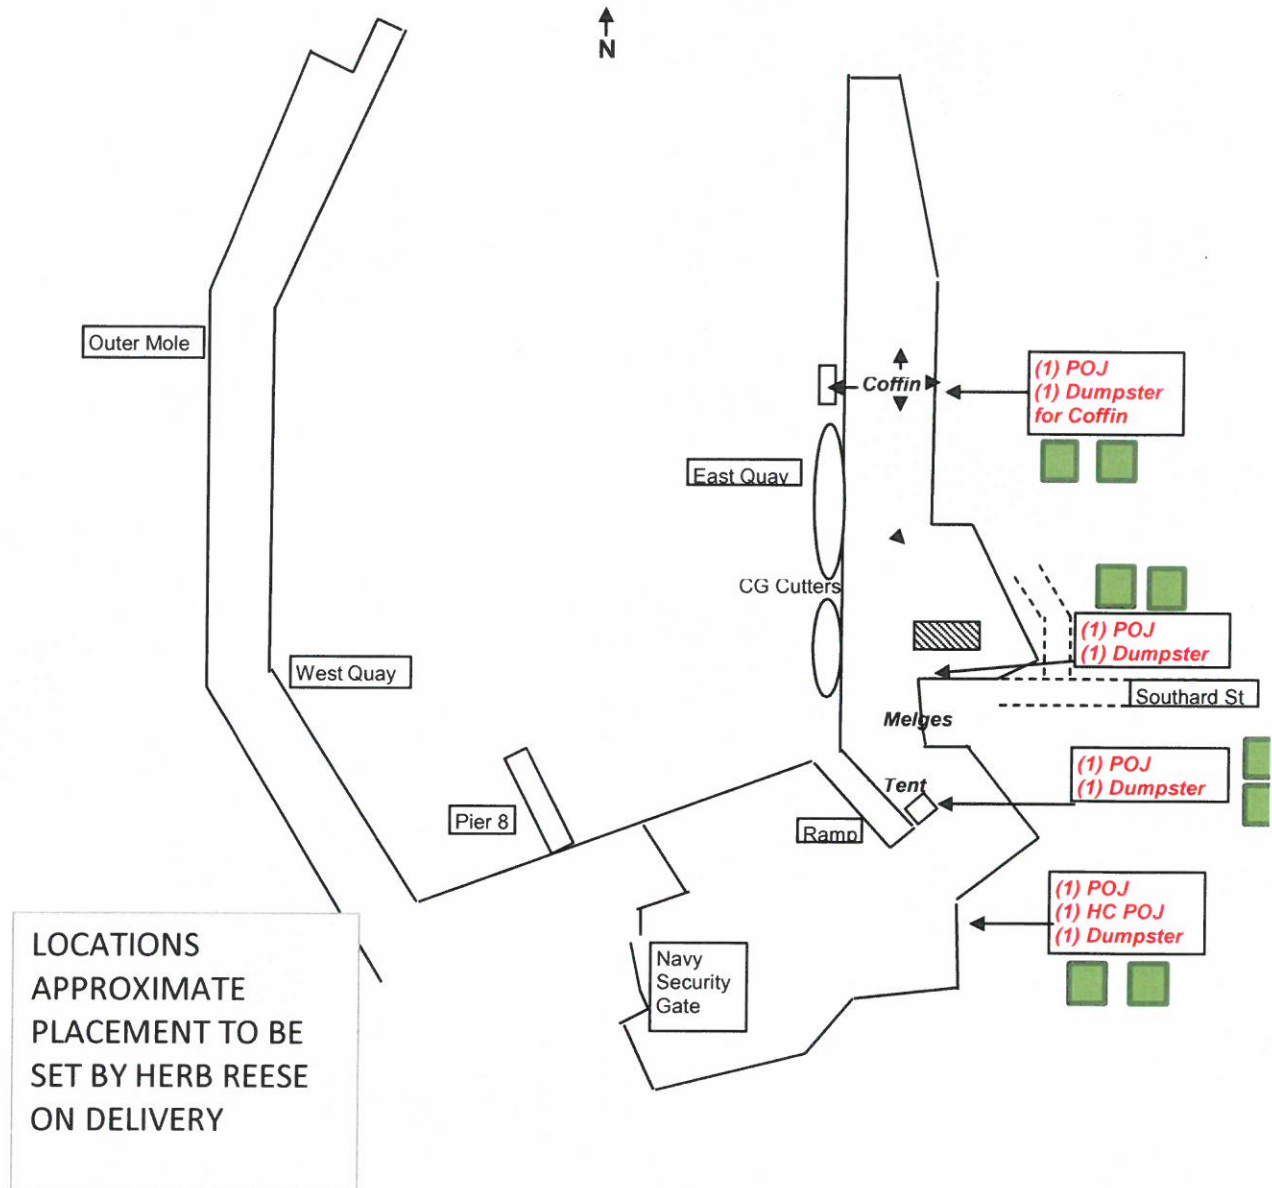 N
Outer Mole
Coffin
(1) POJ
(1) Dumpster
for Coffin
East Quay
CG Cutters
(1) POJ
(1) Dumpster
West Quay
Southard St
Melges
(1) POJ
(1) Dumpster
Tent
Pier 8
Ramp
(1) POJ
(1) HC POJ
(1) Dumpster
Navy
Security
Gate
LOCATIONS
APPROXIMATE
PLACEMENT TO BE
SET BY HERB REESE
ON DELIVERY